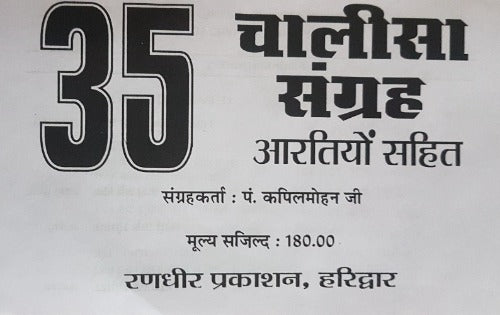 35 चालीसा
संग्रह
आरतियों सहित
संग्रहकर्ता : पं. कपिलमोहन जी
मूल्य सजिल्द : 180.00
रणधीर प्रकाशन, हरिद्वार